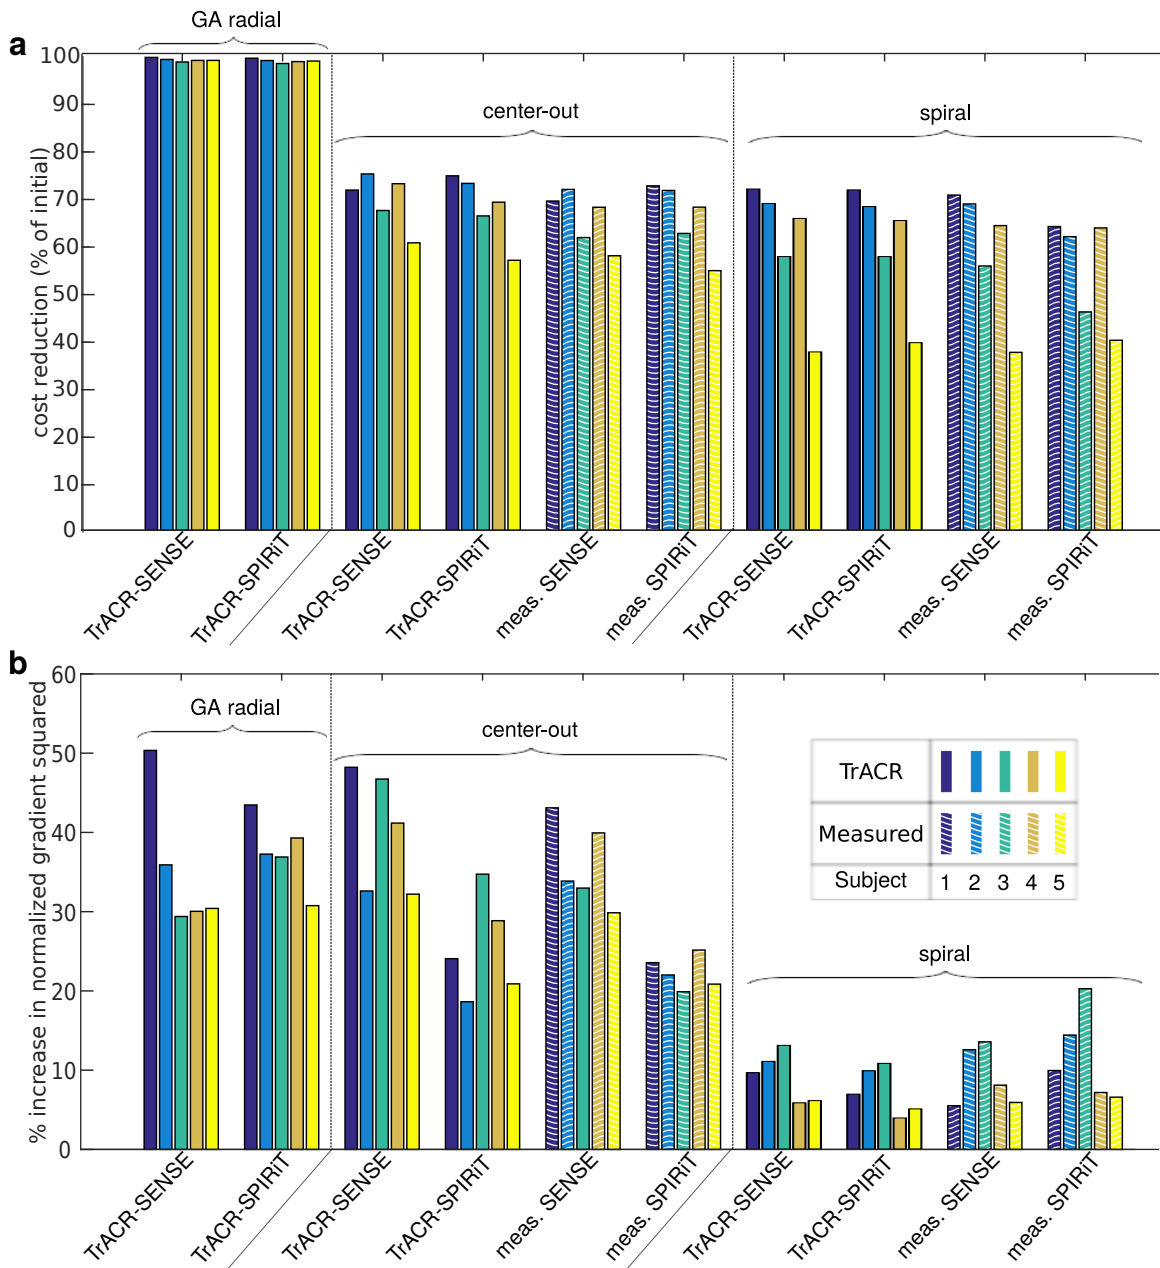 a
GA radial
center-out
spiral
cost reduction (% of initial)
100
90
80
70
60
50
40
30
20
10
0
TrACR-SENSE
TrACR-SPIRiT
TrACR-SENSE
TrACR-SPIRiT
meas. SENSE
meas. SPIRiT
TrACR-SENSE
TrACR-SPIRiT
meas. SENSE
meas. SPIRiT
b
GA radial
center-out
spiral
% increase in normalized gradient squared
60
50
40
30
20
10
0
TrACR
Measured
Subject 1 2 3 4 5
TrACR-SENSE
TrACR-SPIRiT
TrACR-SENSE
TrACR-SPIRiT
meas. SENSE
meas. SPIRiT
TrACR-SENSE
TrACR-SPIRiT
meas. SENSE
meas. SPIRiT